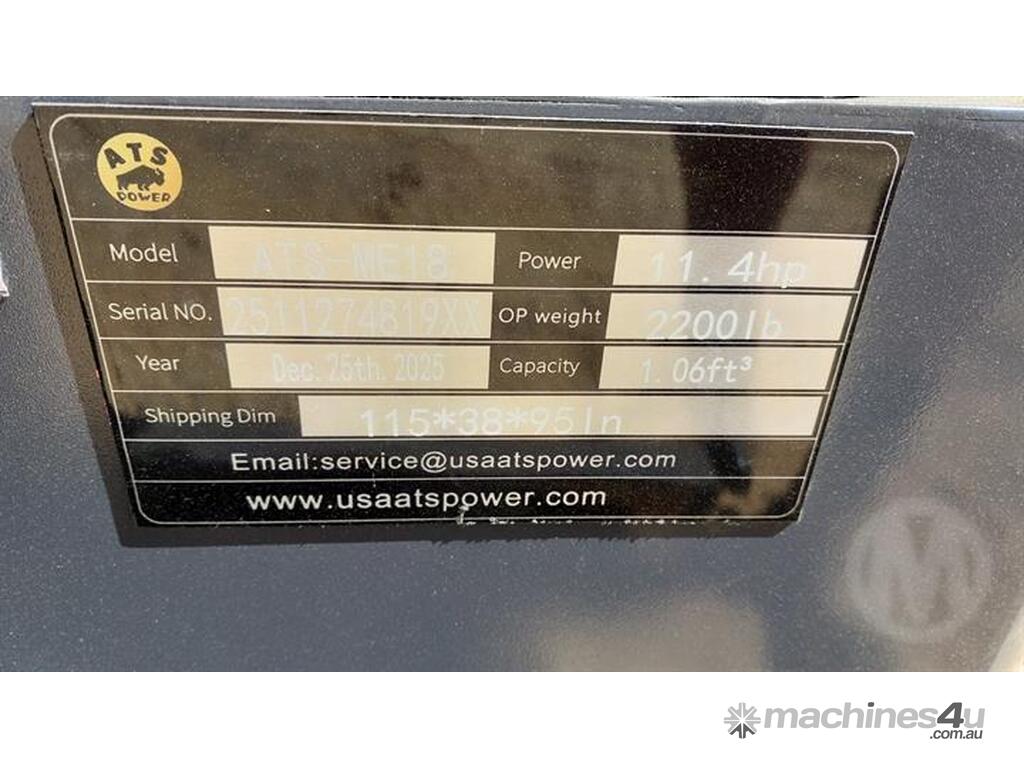 ATS
POWER
Model ATS-ME18 Power 11.4hp
Serial NO. 2511274819XX OP weight 2200lb
Year Dec. 25th. 2025 Capacity 1.06ft³
Shipping Dim 115*38*95In
Email:service@usaatspower.com
www.usaatspower.com
M
machines4u
.com.au